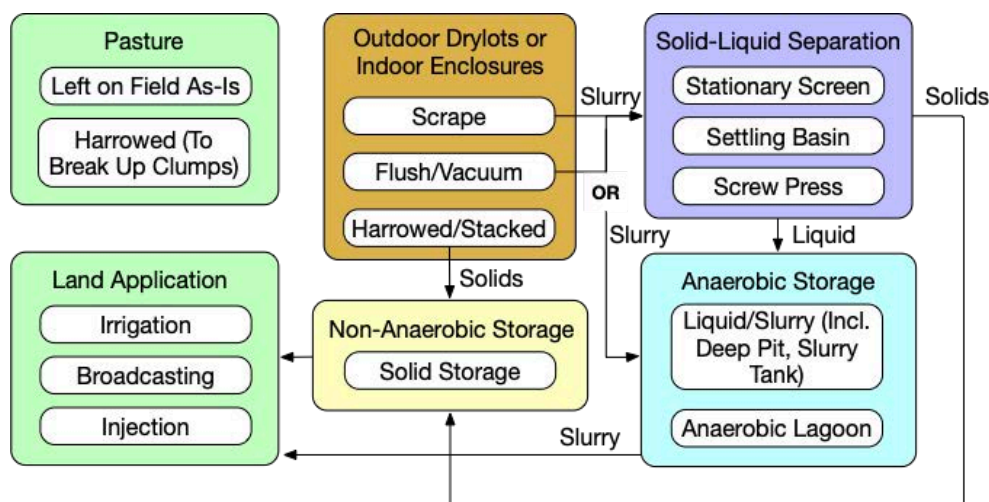 Pasture
Left on Field As-Is
Harrowed (To
Break Up Clumps)
Outdoor Drylots or
Indoor Enclosures
Scrape
Flush/Vacuum
Harrowed/Stacked
Slurry
OR
Slurry
Solid-Liquid Separation
Stationary Screen
Settling Basin
Screw Press
Solids
Liquid
Solids
Land Application
Irrigation
Broadcasting
Injection
Non-Anaerobic Storage
Solid Storage
Anaerobic Storage
Liquid/Slurry (Incl.
Deep Pit, Slurry
Tank)
Anaerobic Lagoon
Slurry